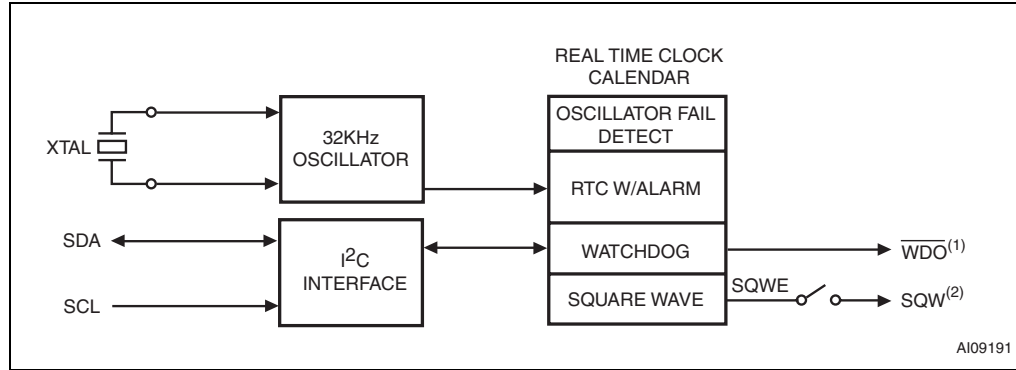 REAL TIME CLOCK
CALENDAR
OSCILLATOR FAIL
DETECT
XTAL
32KHz
OSCILLATOR
RTC W/ALARM
SDA
I2C
INTERFACE
WATCHDOG
WDO(1)
SCL
SQUARE WAVE
SQWE
SQW(2)
AI09191